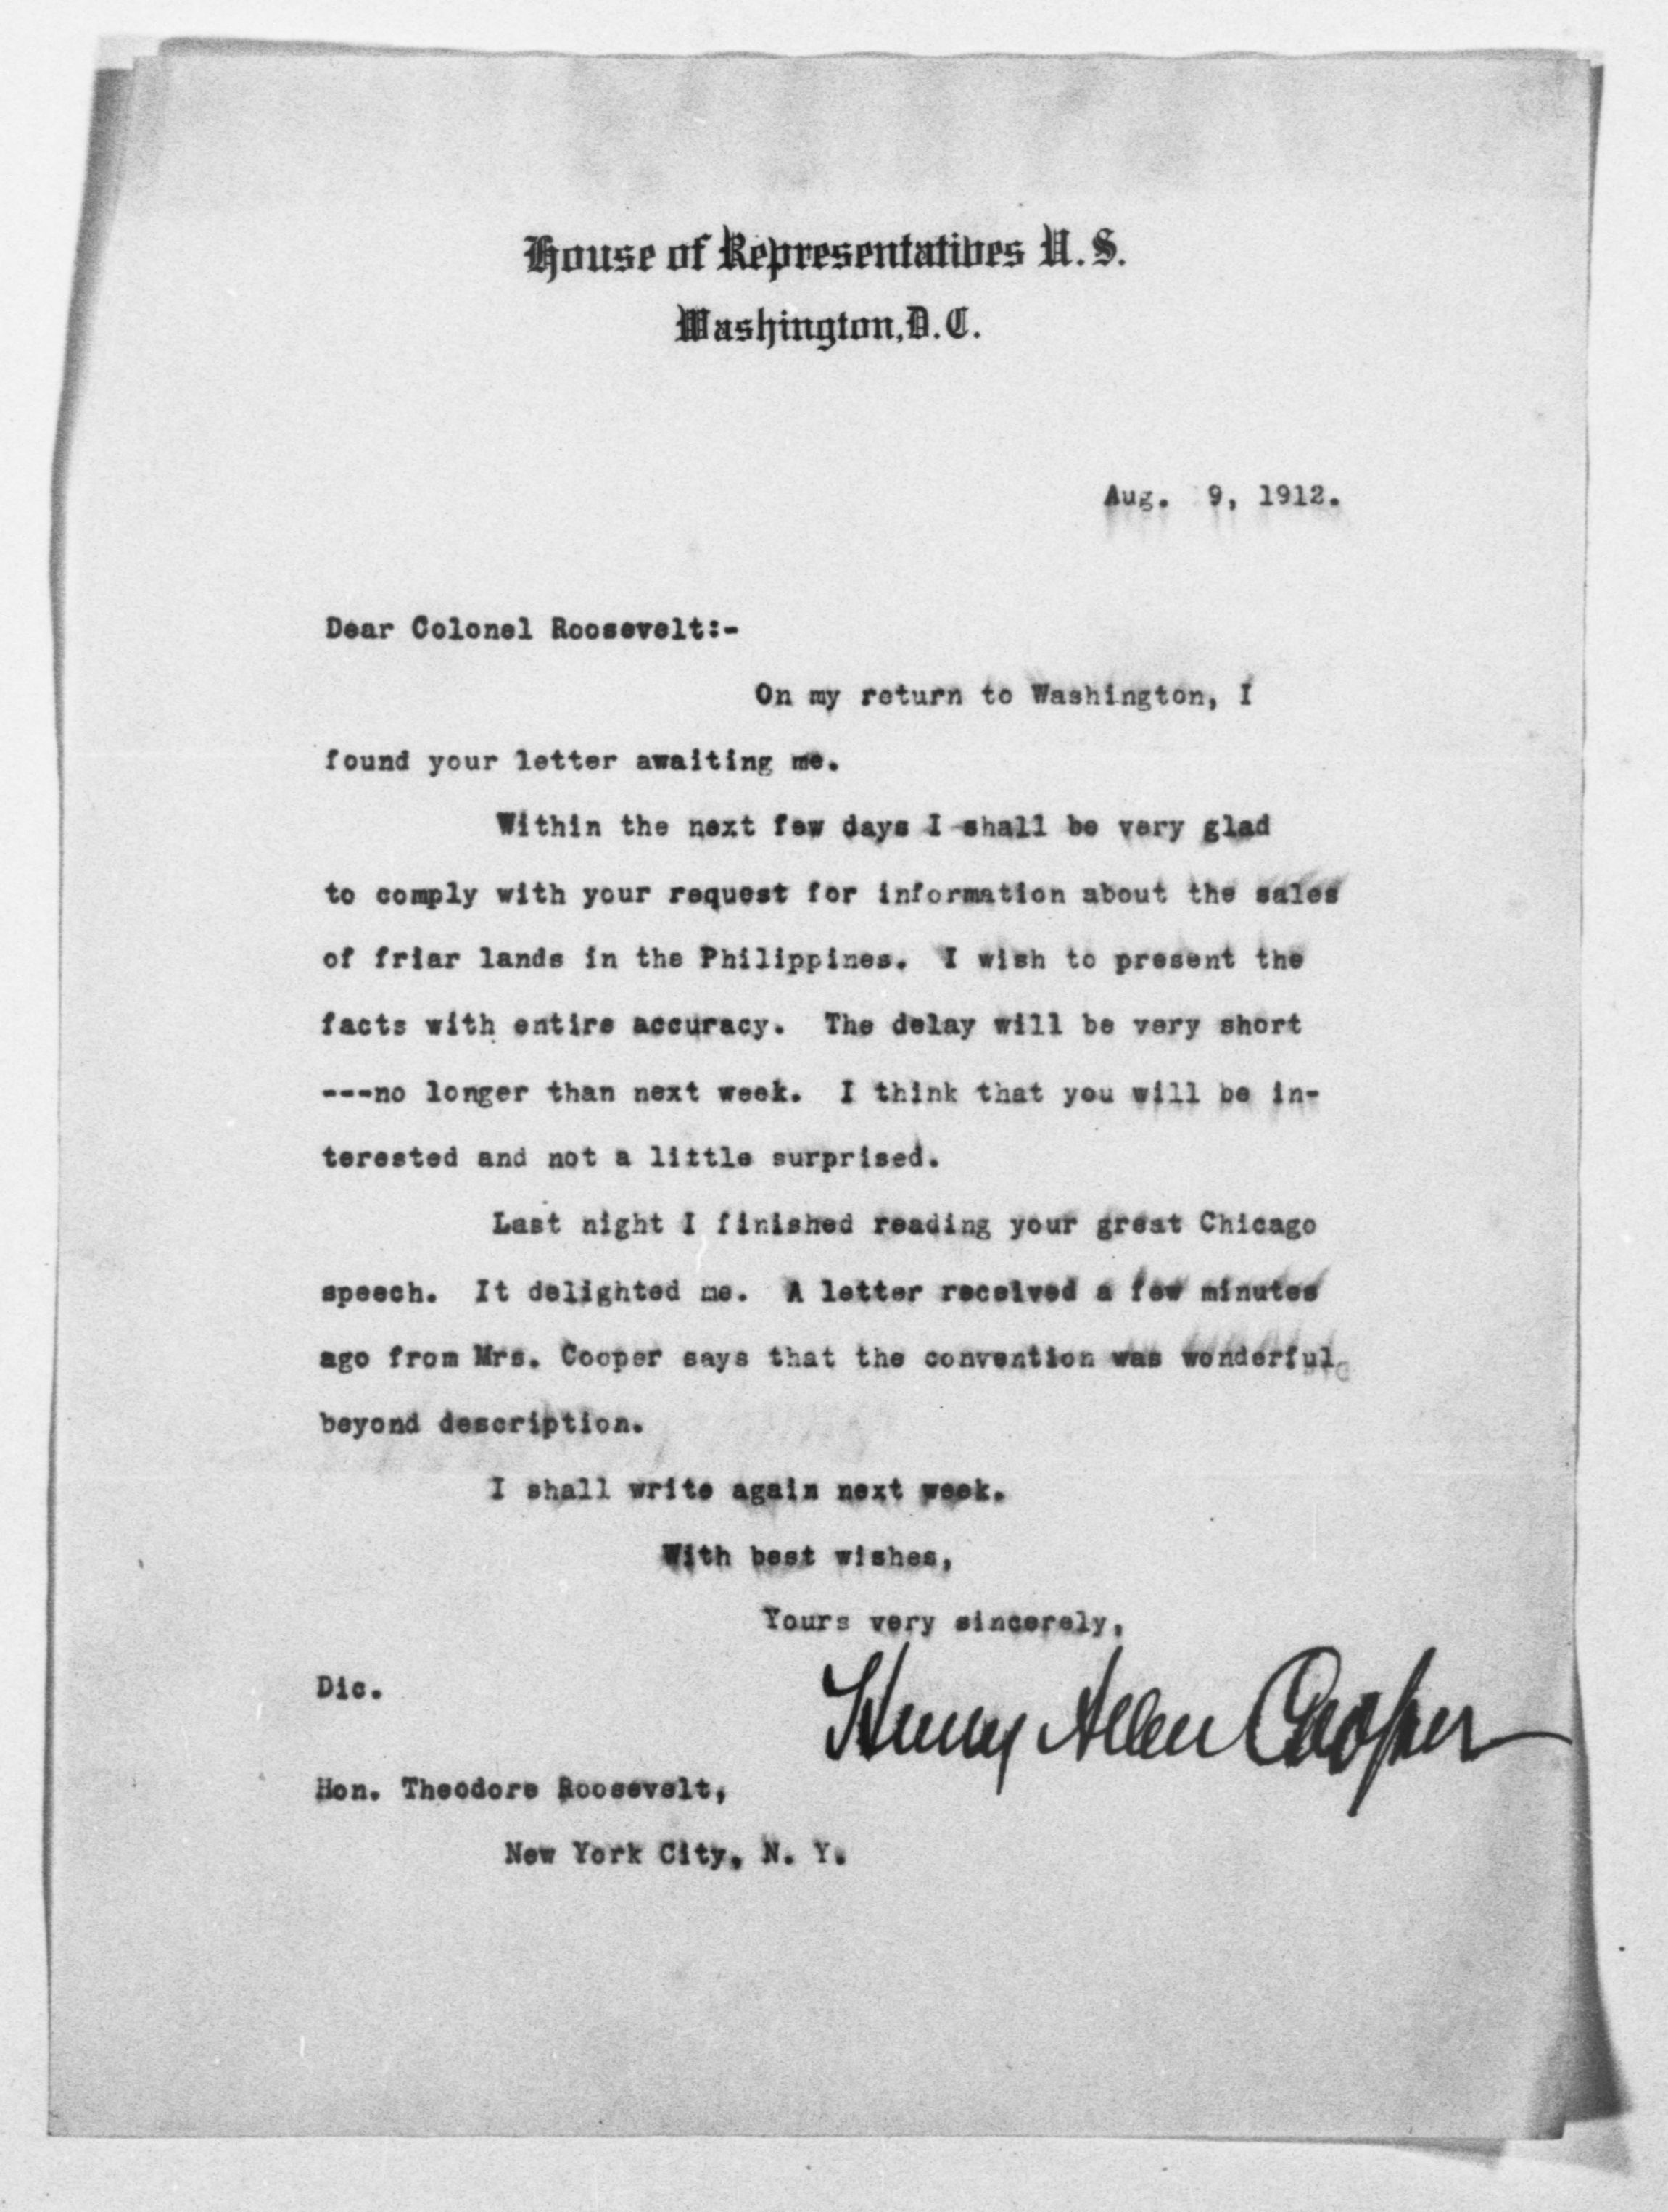 House of Representatives U. S.
Washington, D. C.
Aug. 9, 1912.
Dear Colonel Roosevelt:-
On my return to Washington, I
found your letter awaiting me.
Within the next few days I shall be very glad
to comply with your request for information about the sales
of friar lands in the Philippines. I wish to present the
facts with entire accuracy. The delay will be very short
---no longer than next week. I think that you will be in-
terested and not a little surprised.
Last night I finished reading your great Chicago
speech. It delighted me. A letter received a few minutes
ago from Mrs. Cooper says that the convention was wonderful
beyond description.
I shall write again next week.
With best wishes,
Yours very sincerely,
Dic.
Henry Allen Cooper
Hon. Theodore Roosevelt,
New York City, N. Y.